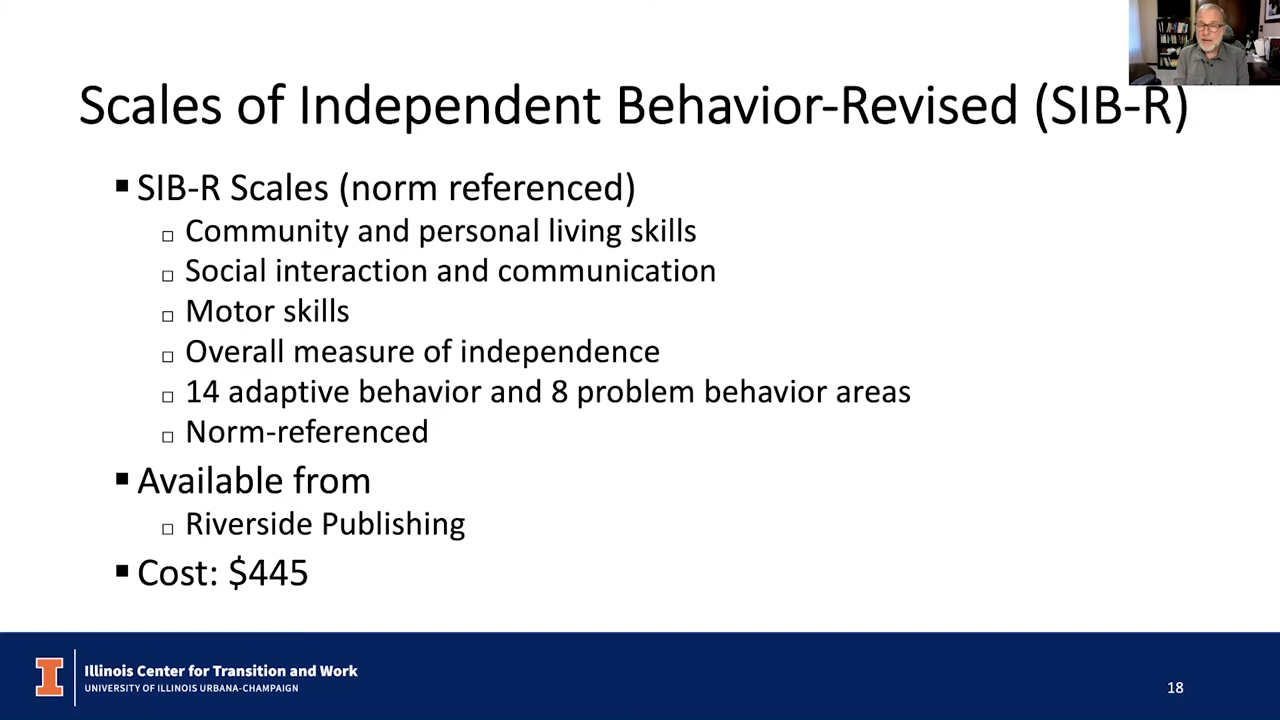 Scales of Independent Behavior-Revised (SIB-R)
SIB-R Scales (norm referenced)
Community and personal living skills
Social interaction and communication
Motor skills
Overall measure of independence
14 adaptive behavior and 8 problem behavior areas
Norm-referenced
Available from
Riverside Publishing
Cost: $445
I
Illinois Center for Transition and Work
UNIVERSITY OF ILLINOIS URBANA-CHAMPAIGN
18